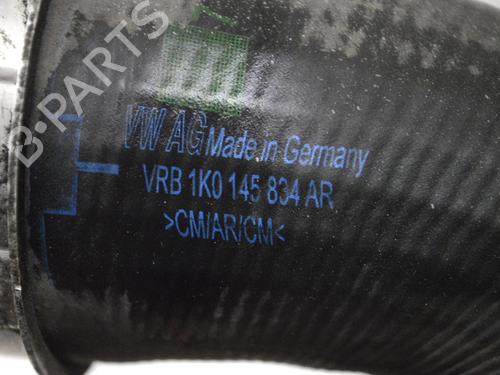 B-PARTS
VW AG Made in Germany
VRB 1K0 145 834 AR
>CM/AR/CM<